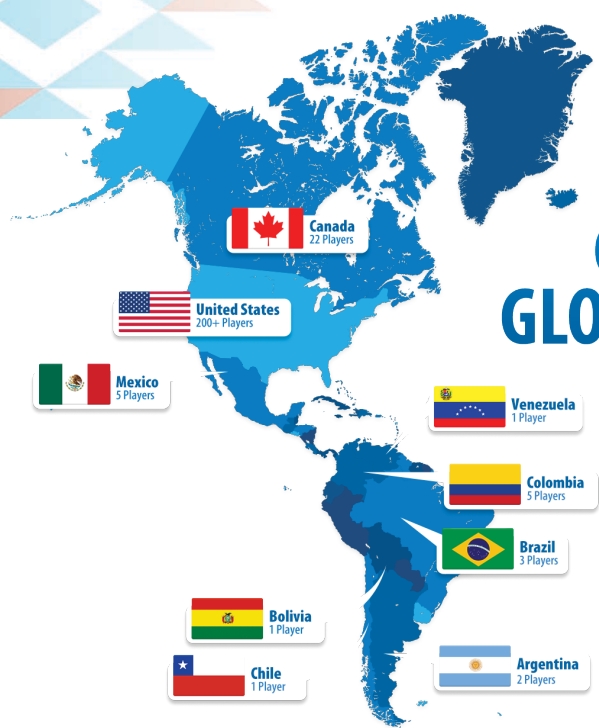 Canada
22 Players
GLO
United States
200+ Players
Mexico
5 Players
Venezuela
1 Player
Colombia
5 Players
Brazil
3 Players
Bolivia
1 Player
Chile
1 Player
Argentina
2 Players